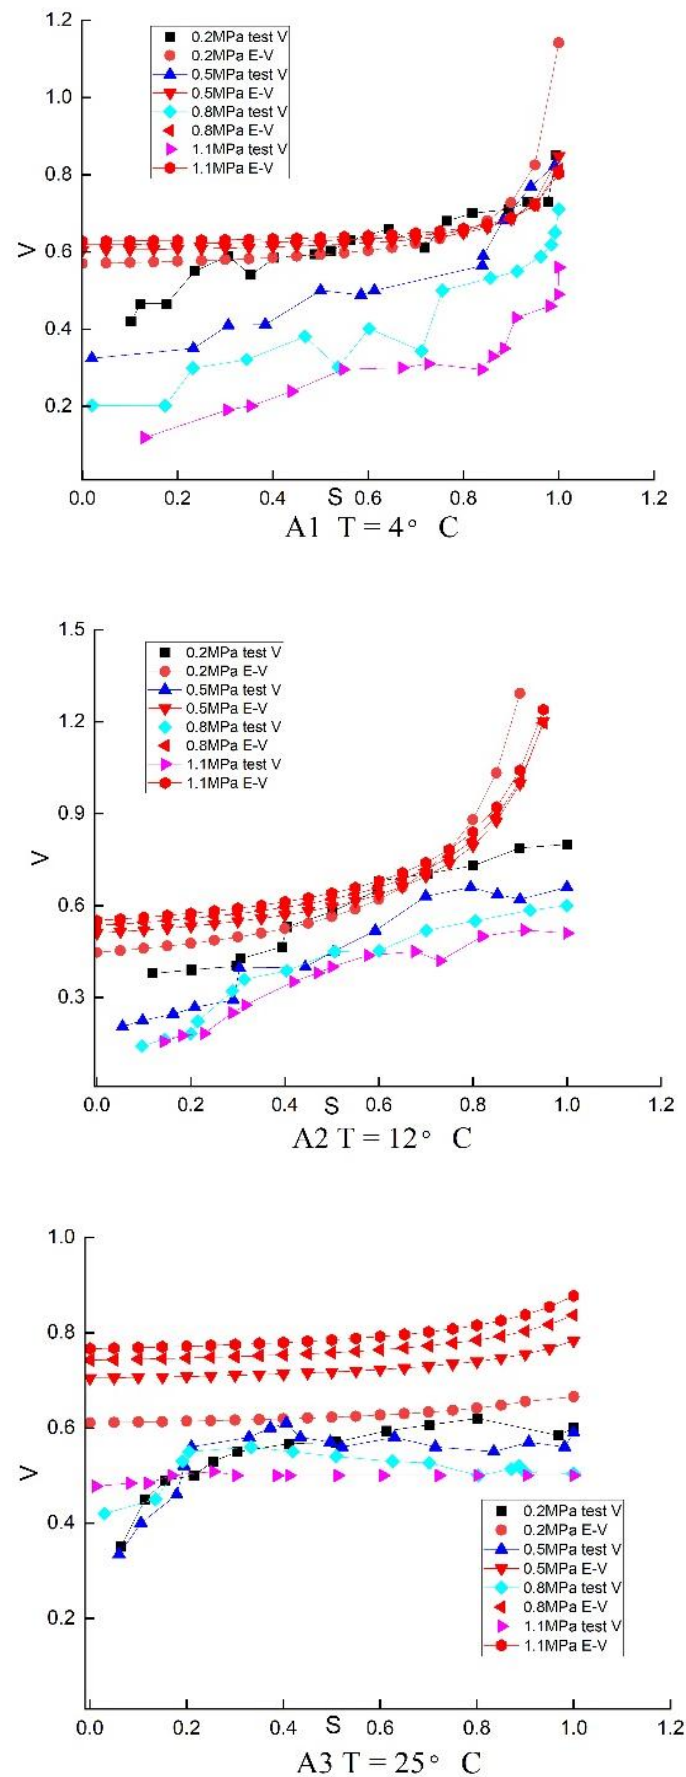 1.2
0.2MPa test V
0.2MPa E-V
0.5MPa test V
0.5MPa E-V
0.8MPa test V
0.8MPa E-V
1.1MPa test V
1.1MPa E-V
1.0
0.8
V
0.6
0.4
0.2
0.0 0.2 0.4 S 0.6 0.8 1.0 1.2
A1 T = 4° C
1.5
0.2MPa test V
0.2MPa E-V
0.5MPa test V
0.5MPa E-V
0.8MPa test V
0.8MPa E-V
1.1MPa test V
1.1MPa E-V
1.2
0.9
V
0.6
0.3
0.0 0.2 0.4 S 0.6 0.8 1.0 1.2
A2 T = 12° C
1.0
0.8
0.6
V
0.4
0.2
0.2MPa test V
0.2MPa E-V
0.5MPa test V
0.5MPa E-V
0.8MPa test V
0.8MPa E-V
1.1MPa test V
1.1MPa E-V
0.0 0.2 0.4 S 0.6 0.8 1.0 1.2
A3 T = 25° C